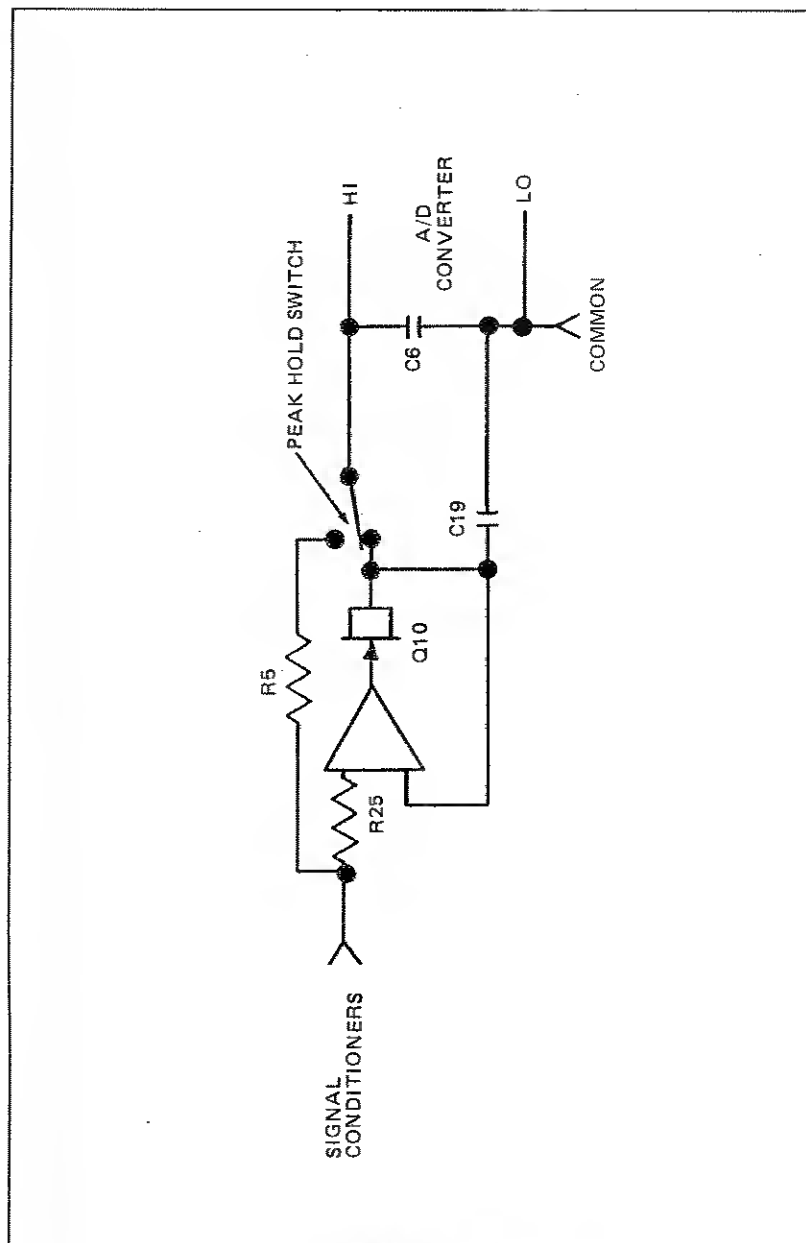 SIGNAL
CONDITIONERS
R5
R25
Q10
PEAK HOLD SWITCH
C19
C6
HI
A/D
CONVERTER
LO
COMMON